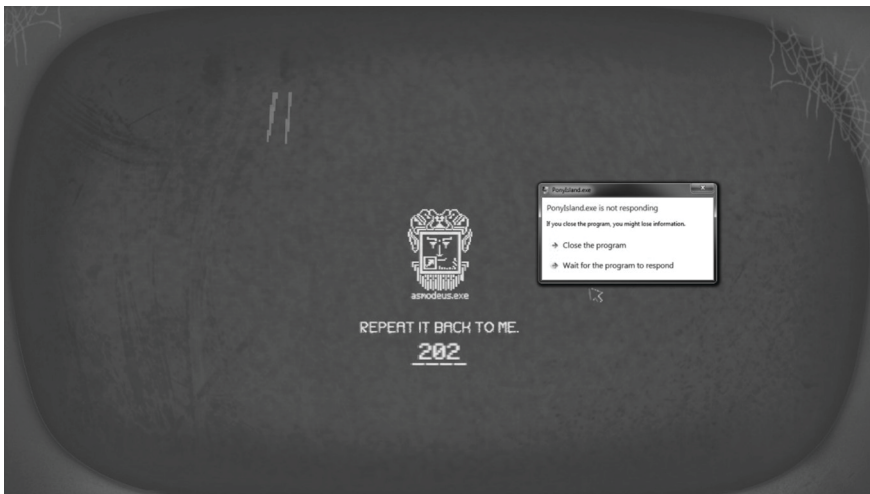 PonyIsland.exe
PonyIsland.exe is not responding
If you close the program, you might lose information.
Close the program
Wait for the program to respond
asmodeus.exe
REPEAT IT BACK TO ME.
202